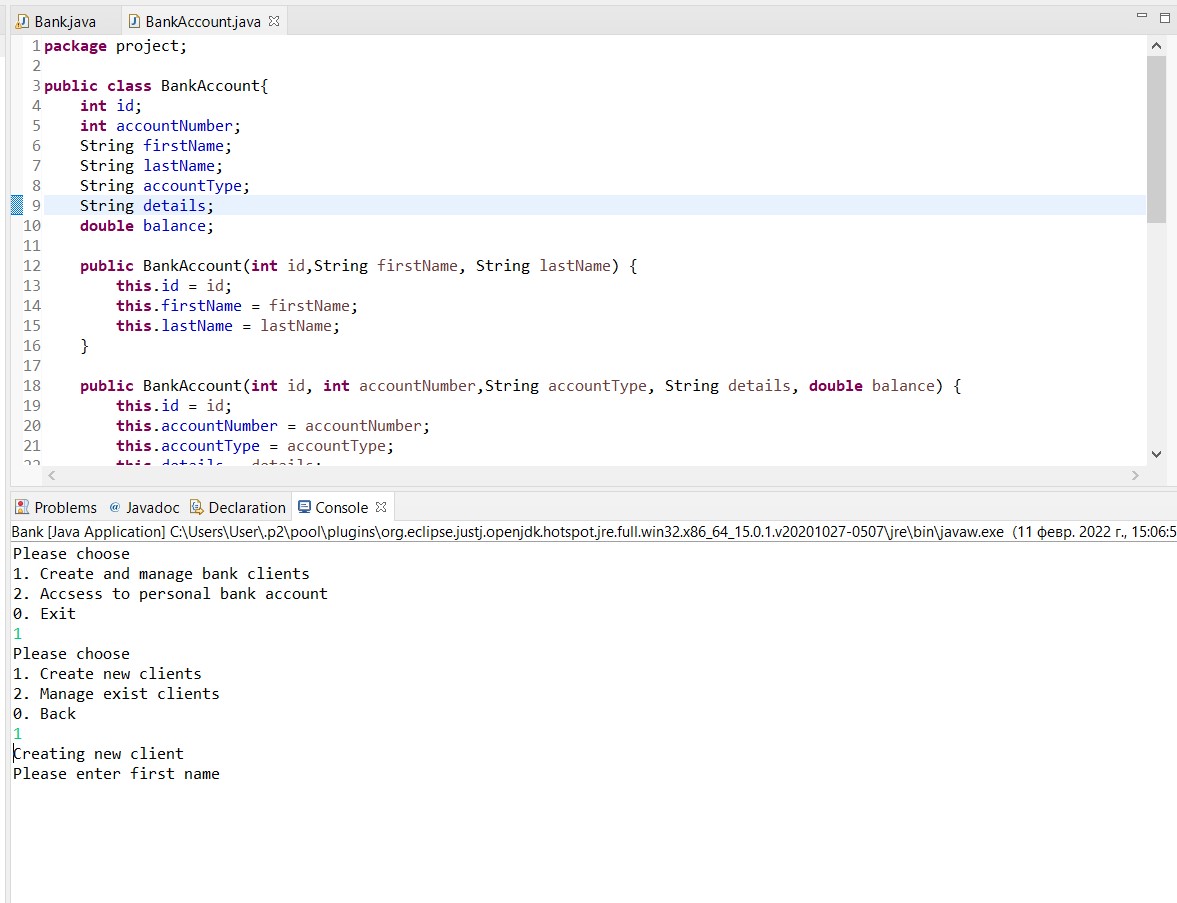 Bank.java BankAccount.java
1 package project;
2
3 public class BankAccount{
4 int id;
5 int accountNumber;
6 String firstName;
7 String lastName;
8 String accountType;
9 String details;
10 double balance;
11
12 public BankAccount(int id,String firstName, String lastName) {
13 this.id = id;
14 this.firstName = firstName;
15 this.lastName = lastName;
16 }
17
18 public BankAccount(int id, int accountNumber,String accountType, String details, double balance) {
19 this.id = id;
20 this.accountNumber = accountNumber;
21 this.accountType = accountType;
22 this.details = details;
Problems @ Javadoc Declaration Console
Bank [Java Application] C:\Users\User\.p2\pool\plugins\org.eclipse.justj.openjdk.hotspot.jre.full.win32.x86_64_15.0.1.v20201027-0507\jre\bin\javaw.exe (11 февр. 2022 г., 15:06:5
Please choose
1. Create and manage bank clients
2. Accsess to personal bank account
0. Exit
1
Please choose
1. Create new clients
2. Manage exist clients
0. Back
1
Creating new client
Please enter first name